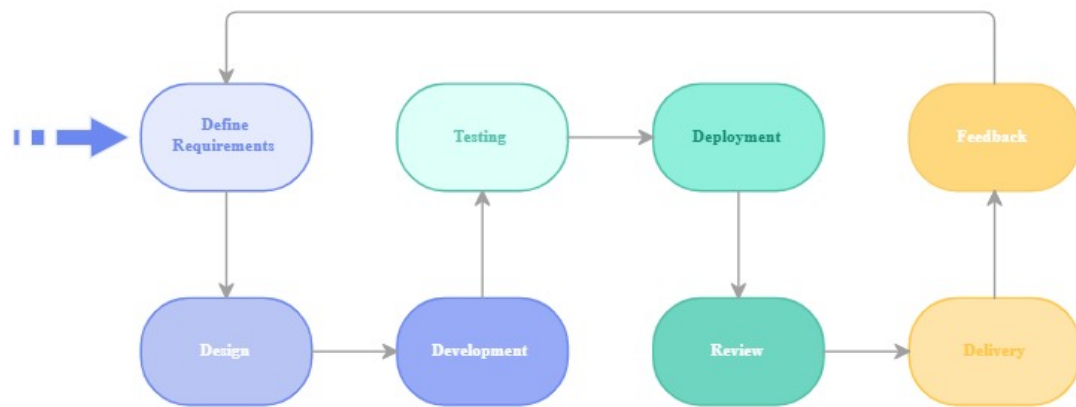 Define
Requirements
Testing
Deployment
Feedback
Design
Development
Review
Delivery